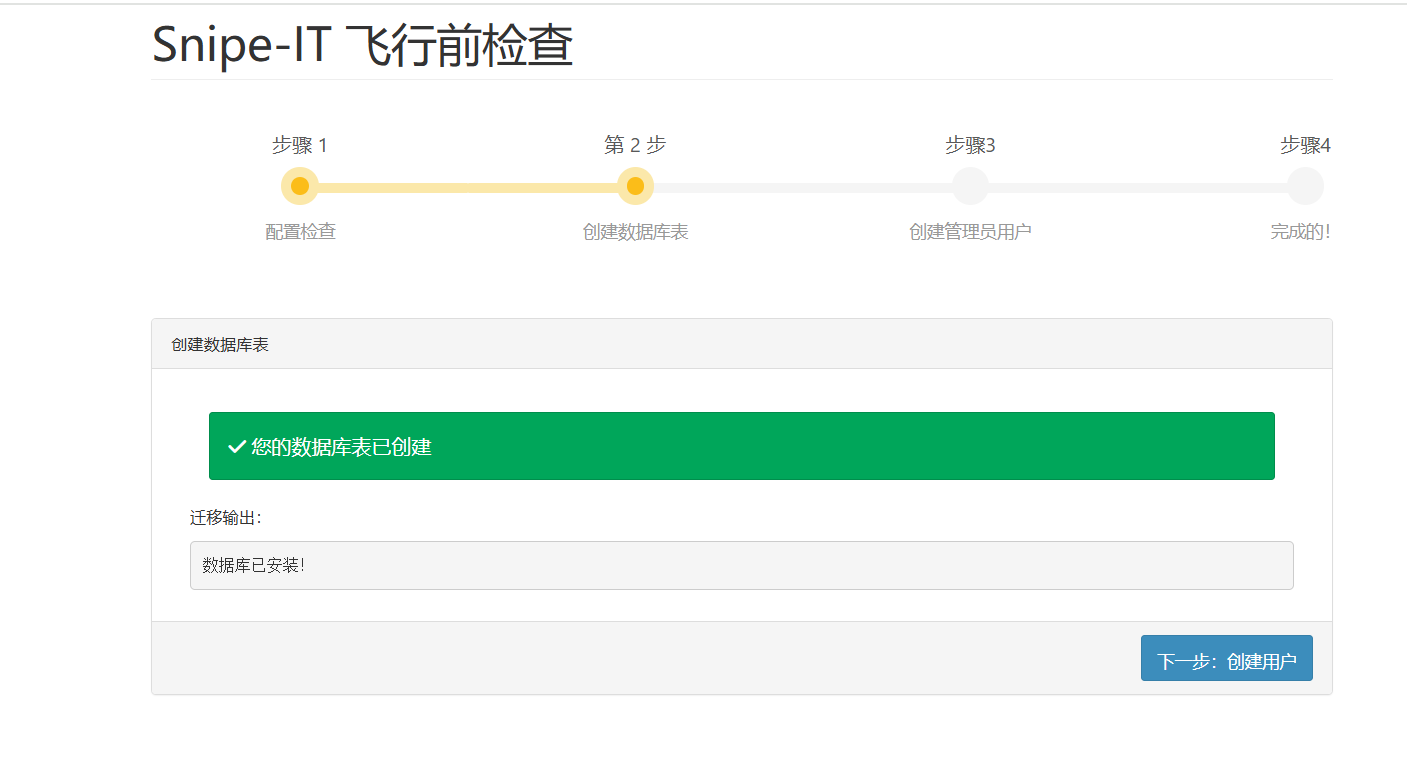 Snipe-IT 飞行前检查
步骤 1
第 2 步
步骤3
步骤4
配置检查
创建数据库表
创建管理员用户
完成的!
创建数据库表
您的数据库表已创建
迁移输出:
数据库已安装!
下一步：创建用户